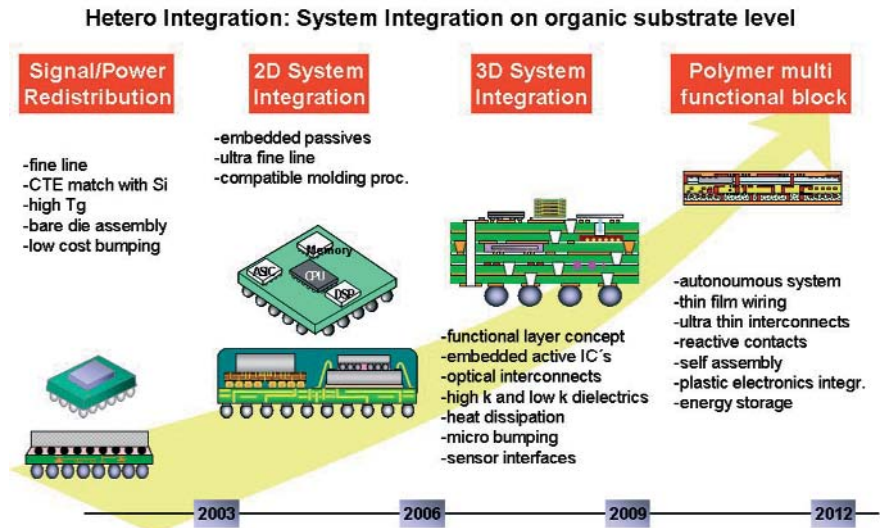 Hetero Integration: System Integration on organic substrate level
Signal/Power
Redistribution
-fine line
-CTE match with Si
-high Tg
-bare die assembly
-low cost bumping
2D System
Integration
-embedded passives
-ultra fine line
-compatible molding proc.
Memory
ASIC
CPU
DSP
3D System
Integration
-functional layer concept
-embedded active IC´s
-optical interconnects
-high k and low k dielectrics
-heat dissipation
-micro bumping
-sensor interfaces
Polymer multi
functional block
-autonoumous system
-thin film wiring
-ultra thin interconnects
-reactive contacts
-self assembly
-plastic electronics integr.
-energy storage
2003
2006
2009
2012